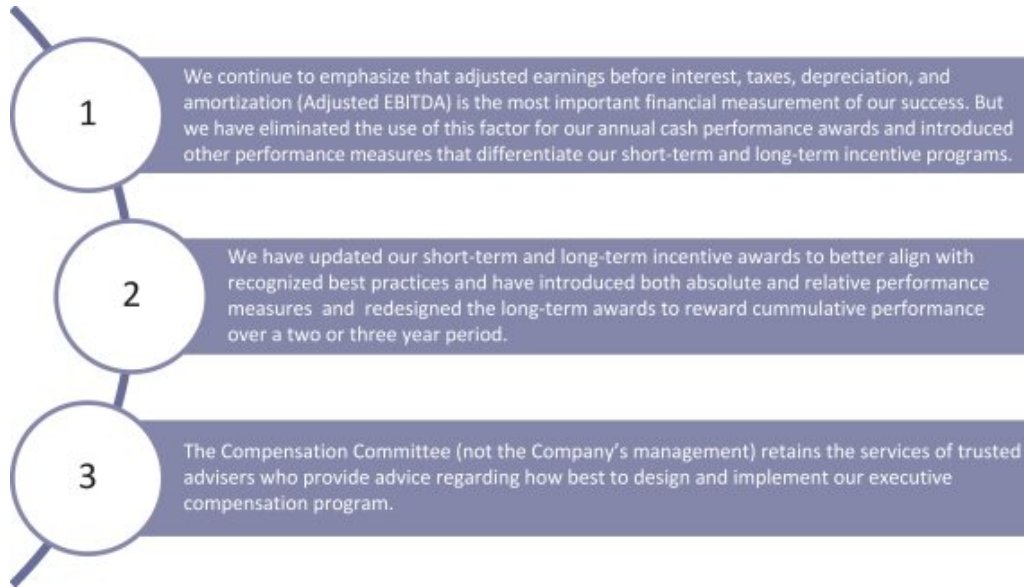 1
We continue to emphasize that adjusted earnings before interest, taxes, depreciation, and
amortization (Adjusted EBITDA) is the most important financial measurement of our success. But
we have eliminated the use of this factor for our annual cash performance awards and introduced
other performance measures that differentiate our short-term and long-term incentive programs.
2
We have updated our short-term and long-term incentive awards to better align with
recognized best practices and have introduced both absolute and relative performance
measures and redesigned the long-term awards to reward cummulative performance
over a two or three year period.
3
The Compensation Committee (not the Company's management) retains the services of trusted
advisers who provide advice regarding how best to design and implement our executive
compensation program.